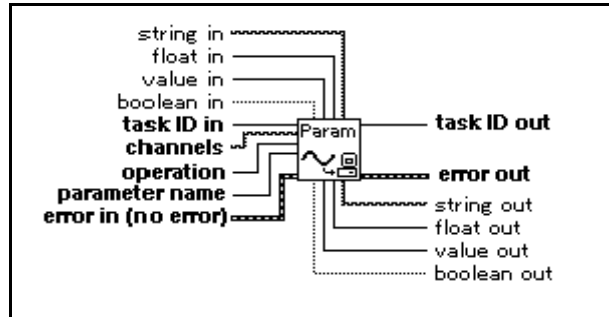 string in
float in
value in
boolean in
task ID in
channels
operation
parameter name
error in (no error)
Param
task ID out
error out
string out
float out
value out
boolean out